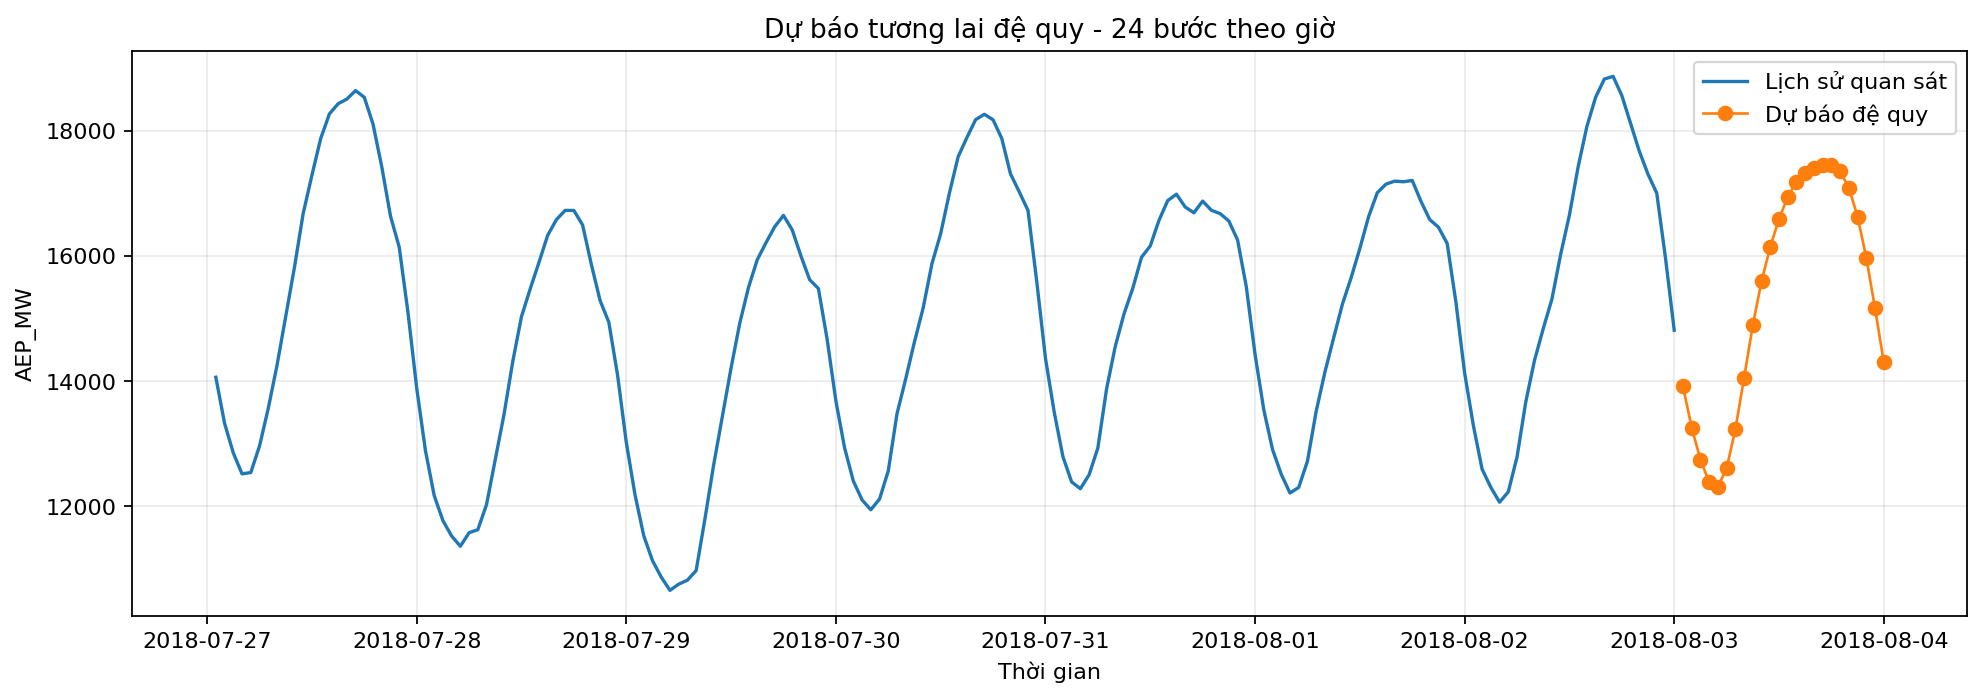 Dự báo tương lai đệ quy - 24 bước theo giờ
Lịch sử quan sát
Dự báo đệ quy
AEP_MW
18000
16000
14000
12000
2018-07-27
2018-07-28
2018-07-29
2018-07-30
2018-07-31
2018-08-01
2018-08-02
2018-08-03
2018-08-04
Thời gian